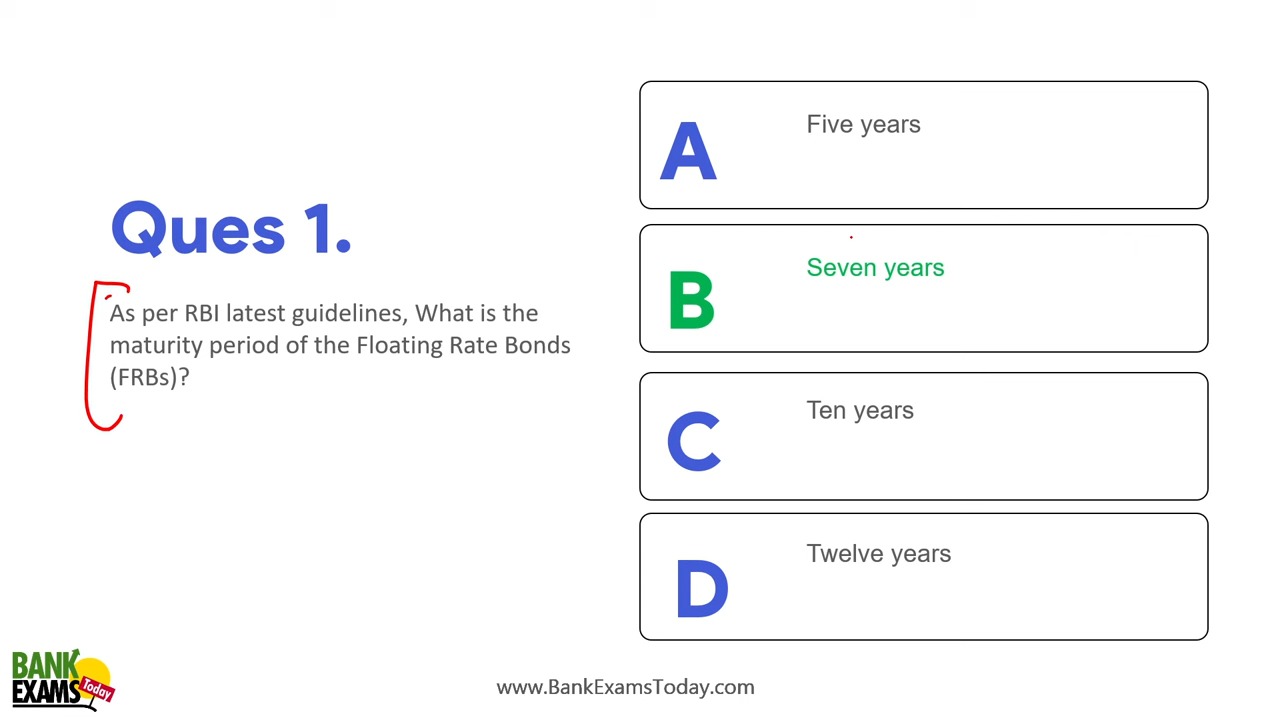 Ques 1.
As per RBI latest guidelines, What is the
maturity period of the Floating Rate Bonds
(FRBs)?
A
Five years
B
Seven years
C
Ten years
D
Twelve years
BANK
EXAMS
Today
www.BankExamsToday.com